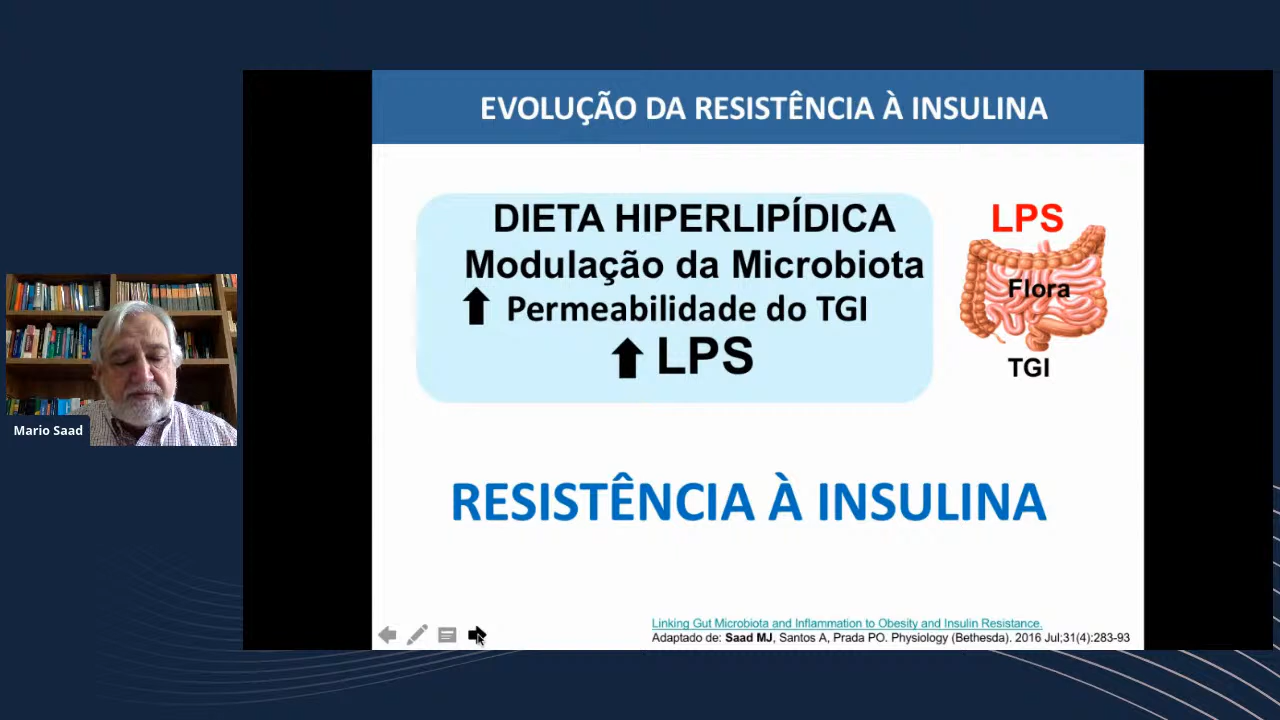 EVOLUÇÃO DA RESISTÊNCIA À INSULINA
DIETA HIPERLIPÍDICA
Modulação da Microbiota
Permeabilidade do TGI
LPS
LPS
Flora
TGI
RESISTÊNCIA À INSULINA
Mario Saad
Linking Gut Microbiota and Inflammation to Obesity and Insulin Resistance.
Adaptado de: Saad MJ, Santos A, Prada PO. Physiology (Bethesda). 2016 Jul;31(4):283-93